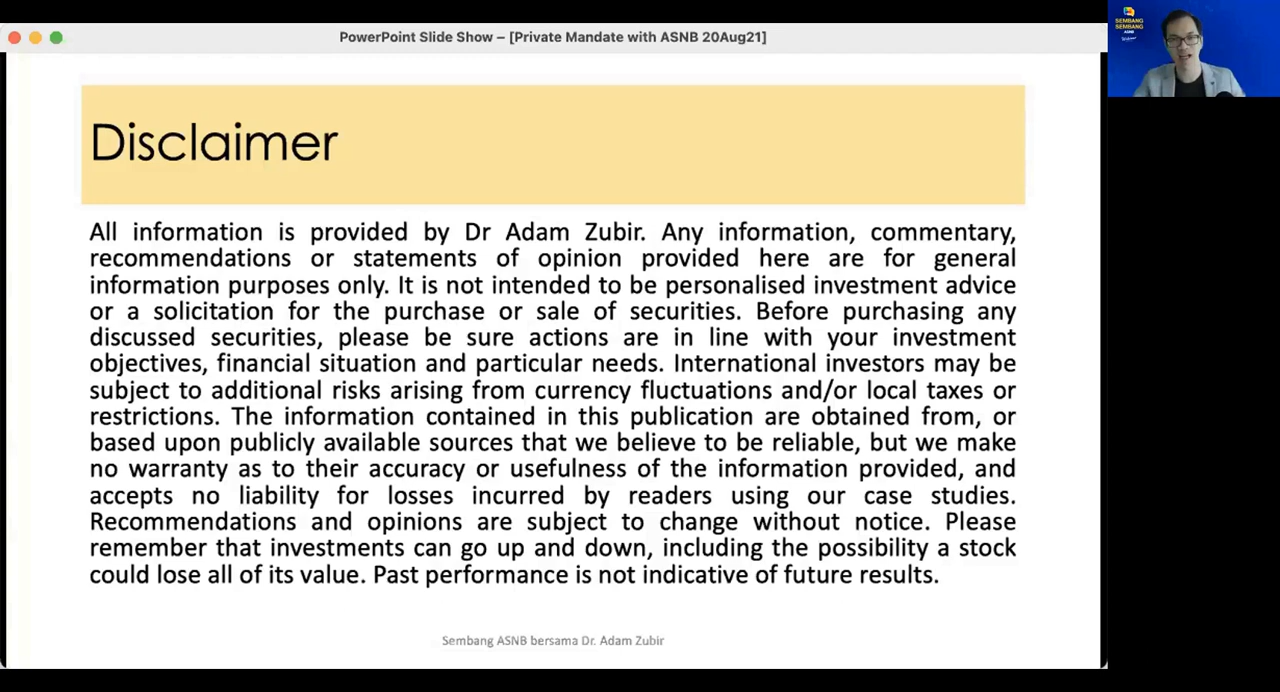 PowerPoint Slide Show – [Private Mandate with ASNB 20Aug21]
SEMBANG
SEMBANG
ASNB
Disclaimer
All information is provided by Dr Adam Zubir. Any information, commentary,
recommendations or statements of opinion provided here are for general
information purposes only. It is not intended to be personalised investment advice
or a solicitation for the purchase or sale of securities. Before purchasing any
discussed securities, please be sure actions are in line with your investment
objectives, financial situation and particular needs. International investors may be
subject to additional risks arising from currency fluctuations and/or local taxes or
restrictions. The information contained in this publication are obtained from, or
based upon publicly available sources that we believe to be reliable, but we make
no warranty as to their accuracy or usefulness of the information provided, and
accepts no liability for losses incurred by readers using our case studies.
Recommendations and opinions are subject to change without notice. Please
remember that investments can go up and down, including the possibility a stock
could lose all of its value. Past performance is not indicative of future results.
Sembang ASNB bersama Dr. Adam Zubir